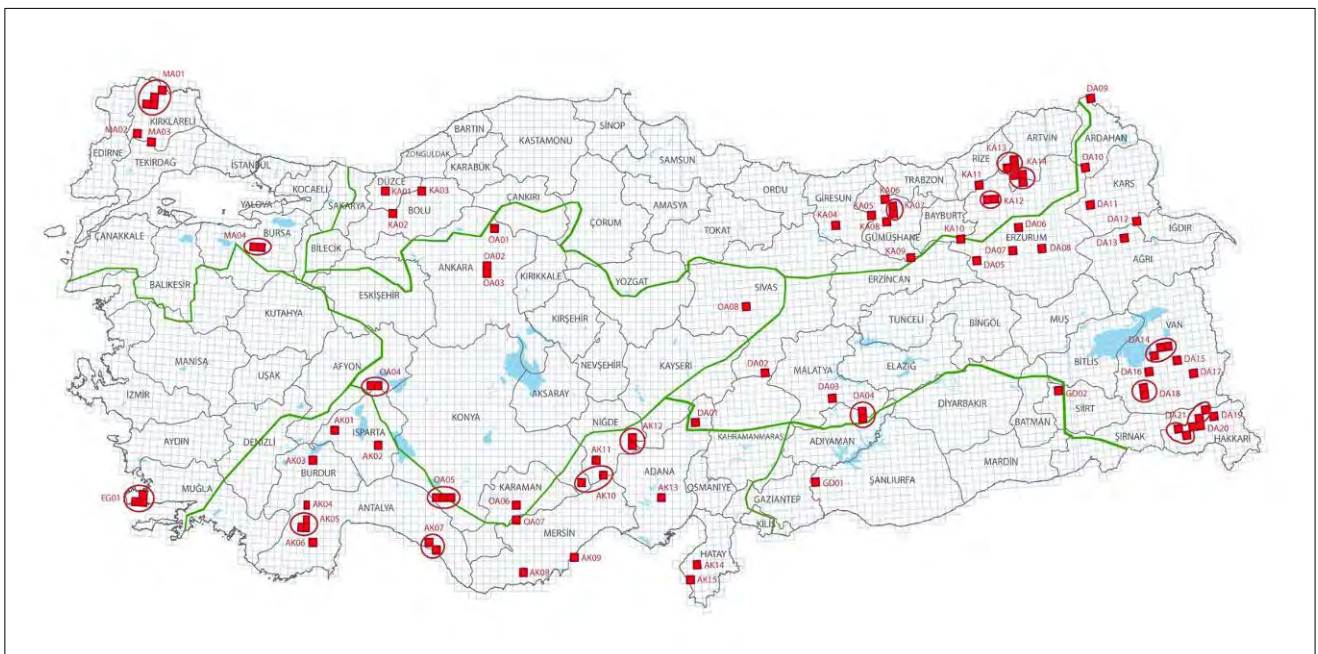 MA01
DA09
KIRKLARELİ
MA02
MA03
EDİRNE
TEKİRDAĞ
İSTANBUL
KOCAELİ
YALOVA
SAKARYA
DÜZCE
KA01
KA03
KA02
BOLU
ZONGULDAK
BARTIN
KARABÜK
KASTAMONU
SİNOP
SAMSUN
ÇANKIRI
ÇORUM
AMASYA
TOKAT
ORDU
GİRESUN
KA04
KA05
KA06
KA07
KA08
TRABZON
GÜMÜŞHANE
BAYBURT
RİZE
ARTVİN
ARDAHAN
KA13
KA14
KA11
KA12
DA10
KARS
DA11
DA12
DA13
IĞDIR
AĞRI
KA10
KA09
DA06
ERZURUM
DA07
DA08
DA05
ERZİNCAN
ÇANAKKALE
MA04
BURSA
BİLECİK
BALIKESİR
ESKİŞEHİR
KUTAHYA
OA01
DA02
OA03
ANKARA
KIRIKKALE
YOZGAT
KIRŞEHİR
SIVAS
OA08
TUNCELİ
BİNGÖL
MUŞ
VAN
BİTLİS
DA14
DA15
DA16
DA17
DA18
DA19
DA20
DA21
HAKKARİ
ŞIRNAK
SİİRT
GD02
BATMAN
DİYARBAKIR
MARDİN
ELAZIĞ
MALATYA
DA02
DA03
DA04
ADIYAMAN
ŞANLIURFA
GD01
GAZİANTEP
KİLİS
KAHRAMANMARAŞ
DA01
KAYSERİ
NEVŞEHİR
AKSARAY
NİĞDE
MANİSA
UŞAK
AFYON
OA04
İZMİR
KONYA
AYDIN
DENİZLİ
AK01
ISPARTA
AK02
AK03
BURDUR
EG01
MUĞLA
AK04
AK05
AK06
ANTALYA
OA05
AK07
KARAMAN
OA06
OA07
MERSİN
AK08
AK09
AK10
AK11
AK12
ADANA
AK13
OSMANİYE
HATAY
AK14
AK15